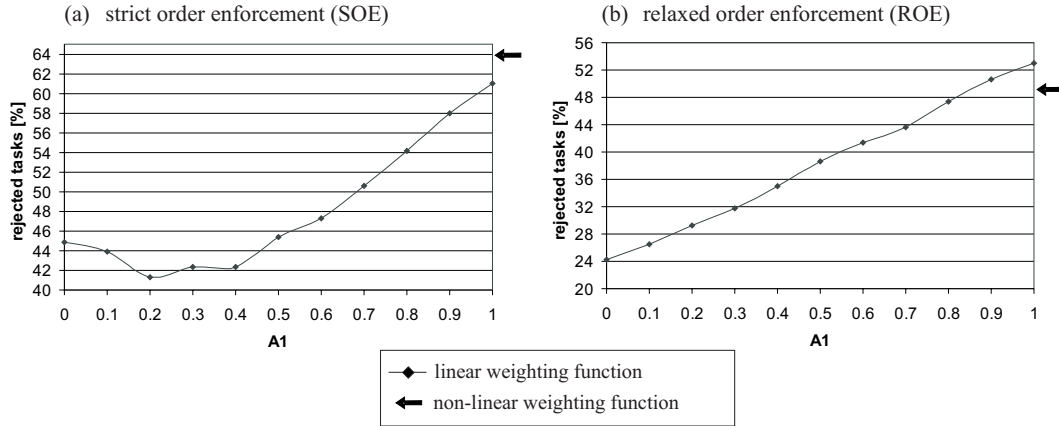 (a) strict order enforcement (SOE)
rejected tasks [%]
64
62
60
58
56
54
52
50
48
46
44
42
40
0 0.1 0.2 0.3 0.4 0.5 0.6 0.7 0.8 0.9 1
A1
(b) relaxed order enforcement (ROE)
rejected tasks [%]
56
52
48
44
40
36
32
28
24
20
0 0.1 0.2 0.3 0.4 0.5 0.6 0.7 0.8 0.9 1
A1
linear weighting function
non-linear weighting function